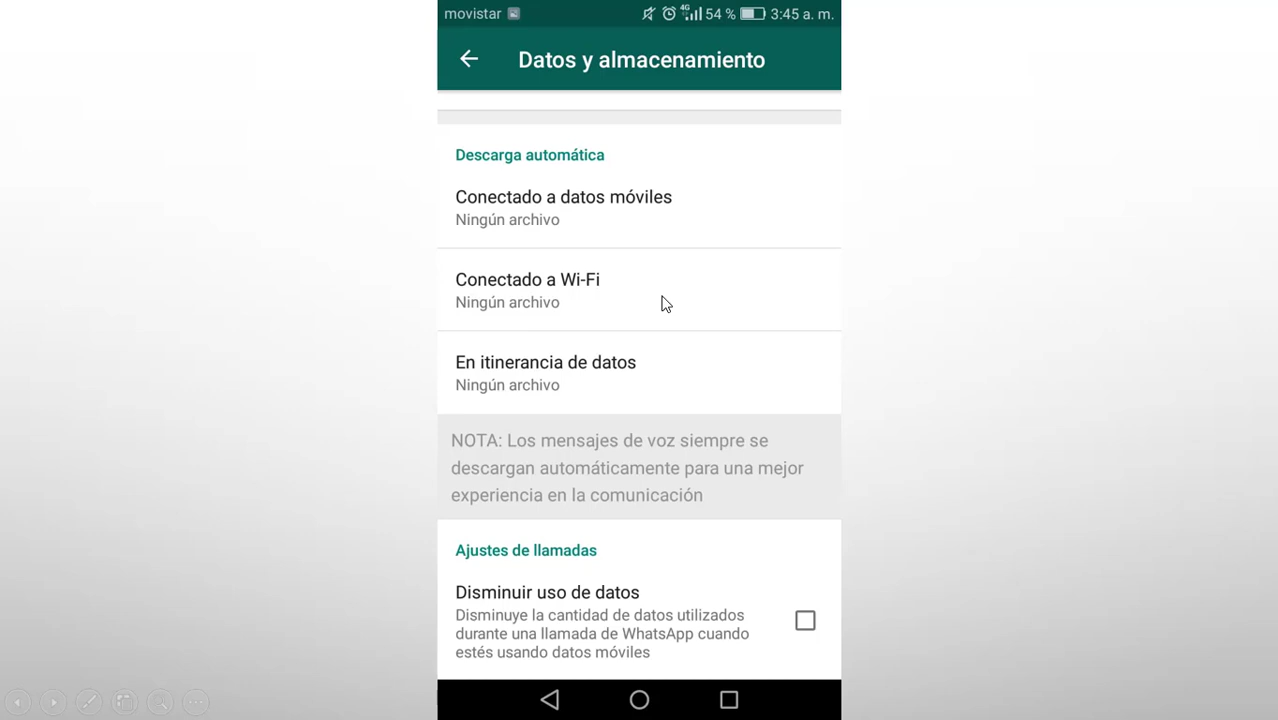 movistar 4G 54 % 3:45 a. m.
Datos y almacenamiento
Descarga automática
Conectado a datos móviles
Ningún archivo
Conectado a Wi-Fi
Ningún archivo
En itinerancia de datos
Ningún archivo
NOTA: Los mensajes de voz siempre se
descargan automáticamente para una mejor
experiencia en la comunicación
Ajustes de llamadas
Disminuir uso de datos
Disminuye la cantidad de datos utilizados
durante una llamada de WhatsApp cuando
estés usando datos móviles